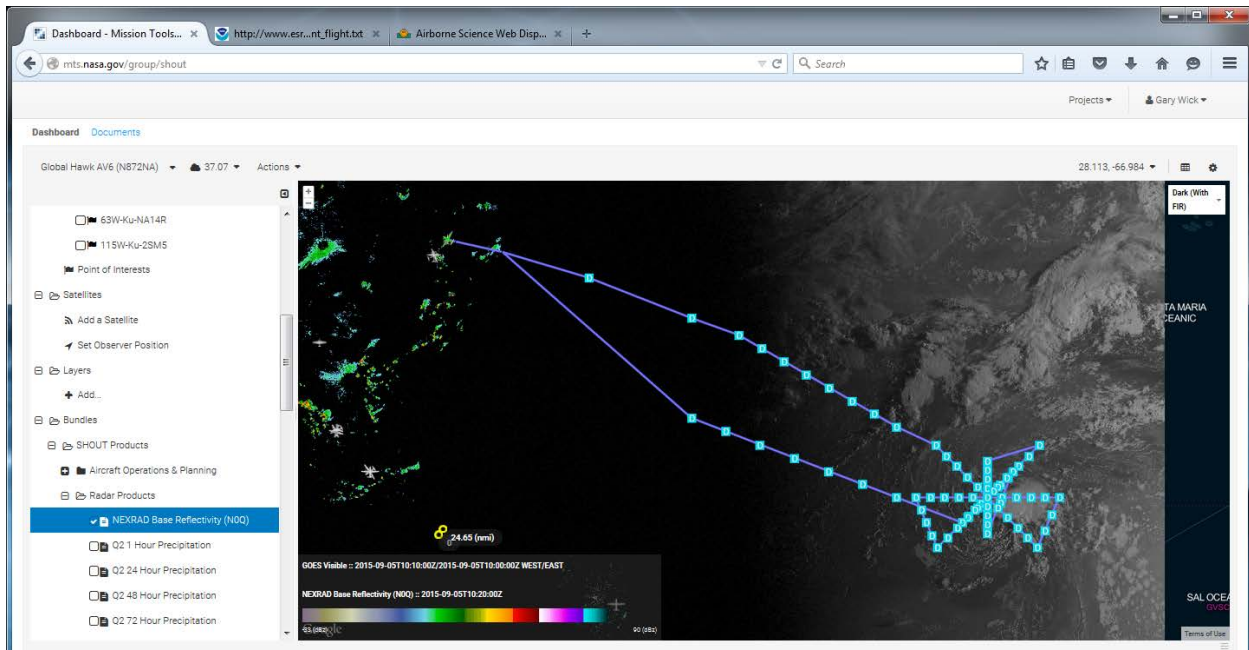 Dashboard - Mission Tools... ×
http://www.esr...nt_flight.txt ×
Airborne Science Web Disp... ×
+
mts.nasa.gov/group/shout
Search
Projects
Gary Wick
Dashboard
Documents
Global Hawk AV6 (N872NA)
37.07
Actions
28.113,-66.984
63W-Ku-NA14R
115W-Ku-2SM5
Point of Interests
Satellites
Add a Satellite
Set Observer Position
Layers
Add...
Bundles
SHOUT Products
Aircraft Operations & Planning
Radar Products
NEXRAD Base Reflectivity (N0Q)
Q2 1 Hour Precipitation
Q2 24 Hour Precipitation
Q2 48 Hour Precipitation
Q2 72 Hour Precipitation
Dark (With
FIR)
TA MARIA
CEANIC
24.65 (nmi)
GOES Visible :: 2015-09-05T10:10:00Z/2015-09-05T10:00:00Z WEST/EAST
NEXRAD Base Reflectivity (N0Q) :: 2015-09-05T10:20:00Z
90 (dBz)
SAL OCEA
GVSC
Terms of Use